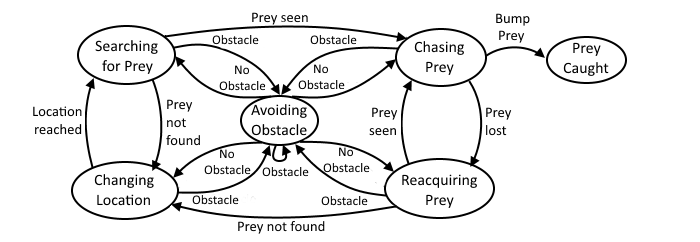 Prey seen
Bump
Prey
Searching
for Prey
Obstacle
Obstacle
Chasing
Prey
Prey
Caught
No
Obstacle
No
Obstacle
Location
reached
Prey
not
found
Avoiding
Obstacle
Prey
seen
Prey
lost
No
Obstacle
Obstacle
No
Obstacle
Changing
Location
Reacquiring
Prey
Obstacle
Obstacle
Prey not found